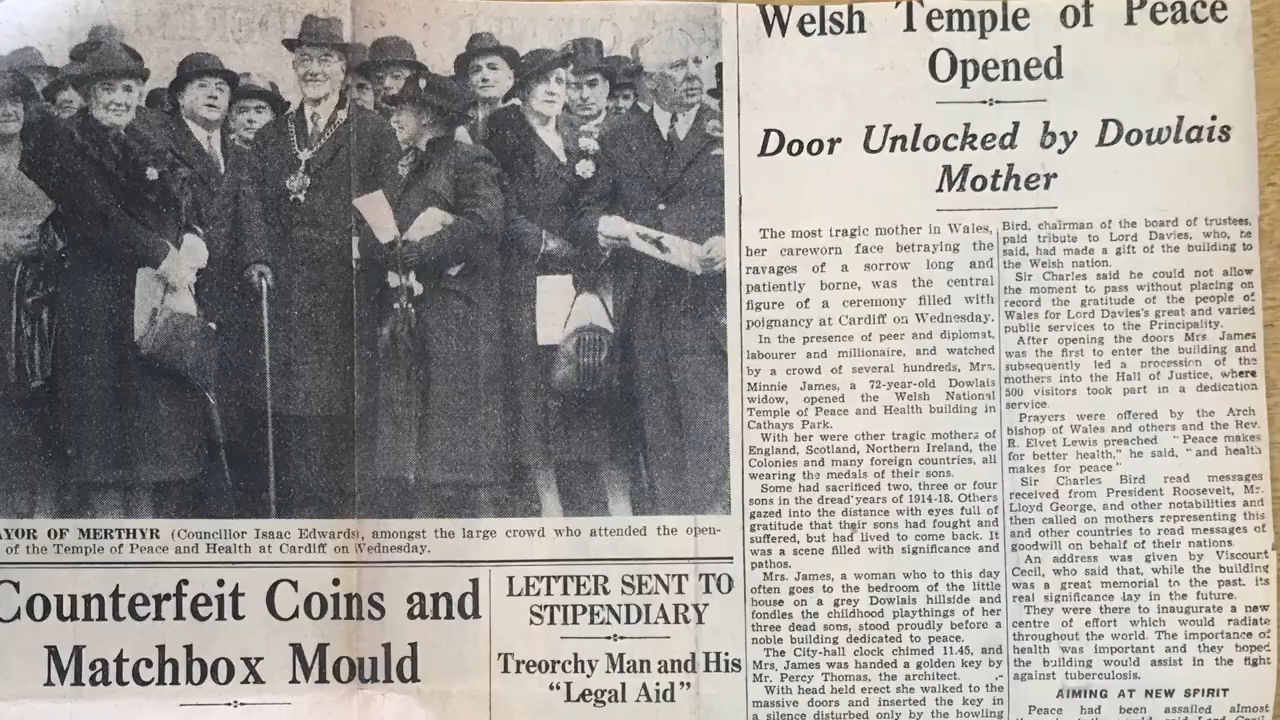 AYOR OF MERTHYR (Councillor Isaac Edwards), amongst the large crowd who attended the open-
of the Temple of Peace and Health at Cardiff on Wednesday.
Counterfeit Coins and
Matchbox Mould
LETTER SENT TO
STIPENDIARY
Treorchy Man and His
“Legal Aid”
Welsh Temple of Peace
Opened
Door Unlocked by Dowlais
Mother
The most tragic mother in Wales,
her careworn face betraying the
ravages of a sorrow long and
patiently borne, was the central
figure of a ceremony filled with
poignancy at Cardiff on Wednesday.
In the presence of peer and diplomat,
labourer and millionaire, and watched
by a crowd of several hundreds, Mrs.
Minnie James, a 72-year-old Dowlais
widow, opened the Welsh National
Temple of Peace and Health building in
Cathays Park.
With her were other tragic mothers of
England, Scotland, Northern Ireland, the
Colonies and many foreign countries, all
wearing the medals of their sons.
Some had sacrificed two, three or four
sons in the dread years of 1914-18. Others
gazed into the distance with eyes full of
gratitude that their sons had fought and
suffered, but had lived to come back. It
was a scene filled with significance and
pathos.
Mrs. James, a woman who to this day
often goes to the bedroom of the little
house on a grey Dowlais hillside and
fondles the childhood playthings of her
three dead sons, stood proudly before a
noble building dedicated to peace.
The City-hall clock chimed 11.45, and
Mrs. James was handed a golden key by
Mr. Percy Thomas, the architect.
With head held erect she walked to the
massive doors and inserted the key in
a silence disturbed only by the howling
Bird, chairman of the board of trustees,
paid tribute to Lord Davies, who, he
said, had made a gift of the building to
the Welsh nation.
Sir Charles said he could not allow
the moment to pass without placing on
record the gratitude of the people of
Wales for Lord Davies's great and varied
public services to the Principality.
After opening the doors Mrs. James
was the first to enter the building and
subsequently led a procession of the
mothers into the Hall of Justice, where
500 visitors took part in a dedication
service.
Prayers were offered by the Arch
bishop of Wales and others and the Rev.
R. Elvet Lewis preached “Peace makes
for better health,” he said, “and health
makes for peace”
Sir Charles Bird read messages
received from President Roosevelt, Mr.
Lloyd George, and other notabilities and
then called on mothers representing this
and other countries to read messages of
goodwill on behalf of their nations.
An address was given by Viscount
Cecil, who said that, while the building
was a great memorial to the past, its
real significance lay in the future.
They were there to inaugurate a new
centre of effort which would radiate
throughout the world. The importance of
health was important and they hoped
the building would assist in the fight
against tuberculosis.
AIMING AT NEW SPIRIT
Peace had been assailed almost